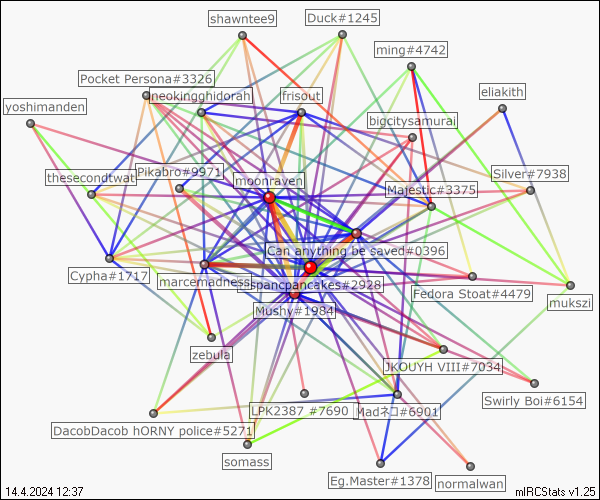 shawntee9
Duck#1245
ming#4742
Pocket Persona#3326
neokingghidorah
frisout
eliakith
yoshimanden
bigcitysamurai
thesecondtwat
Pikabro#9971
moonraven
Majestic#3375
Silver#7938
Can anything be saved#0396
Cypha#1717
marcemadness
spancpancakes#2928
Fedora Stoat#4479
mukszi
Mushy#1984
zebula
JKOUYH VIII#7034
Swirly Boi#6154
LPK2387 #7690
Madネコ#6901
DacobDacob hORNY police#5271
somass
Eg.Master#1378
normalwan
14.4.2024 12:37
mIRCStats v1.25